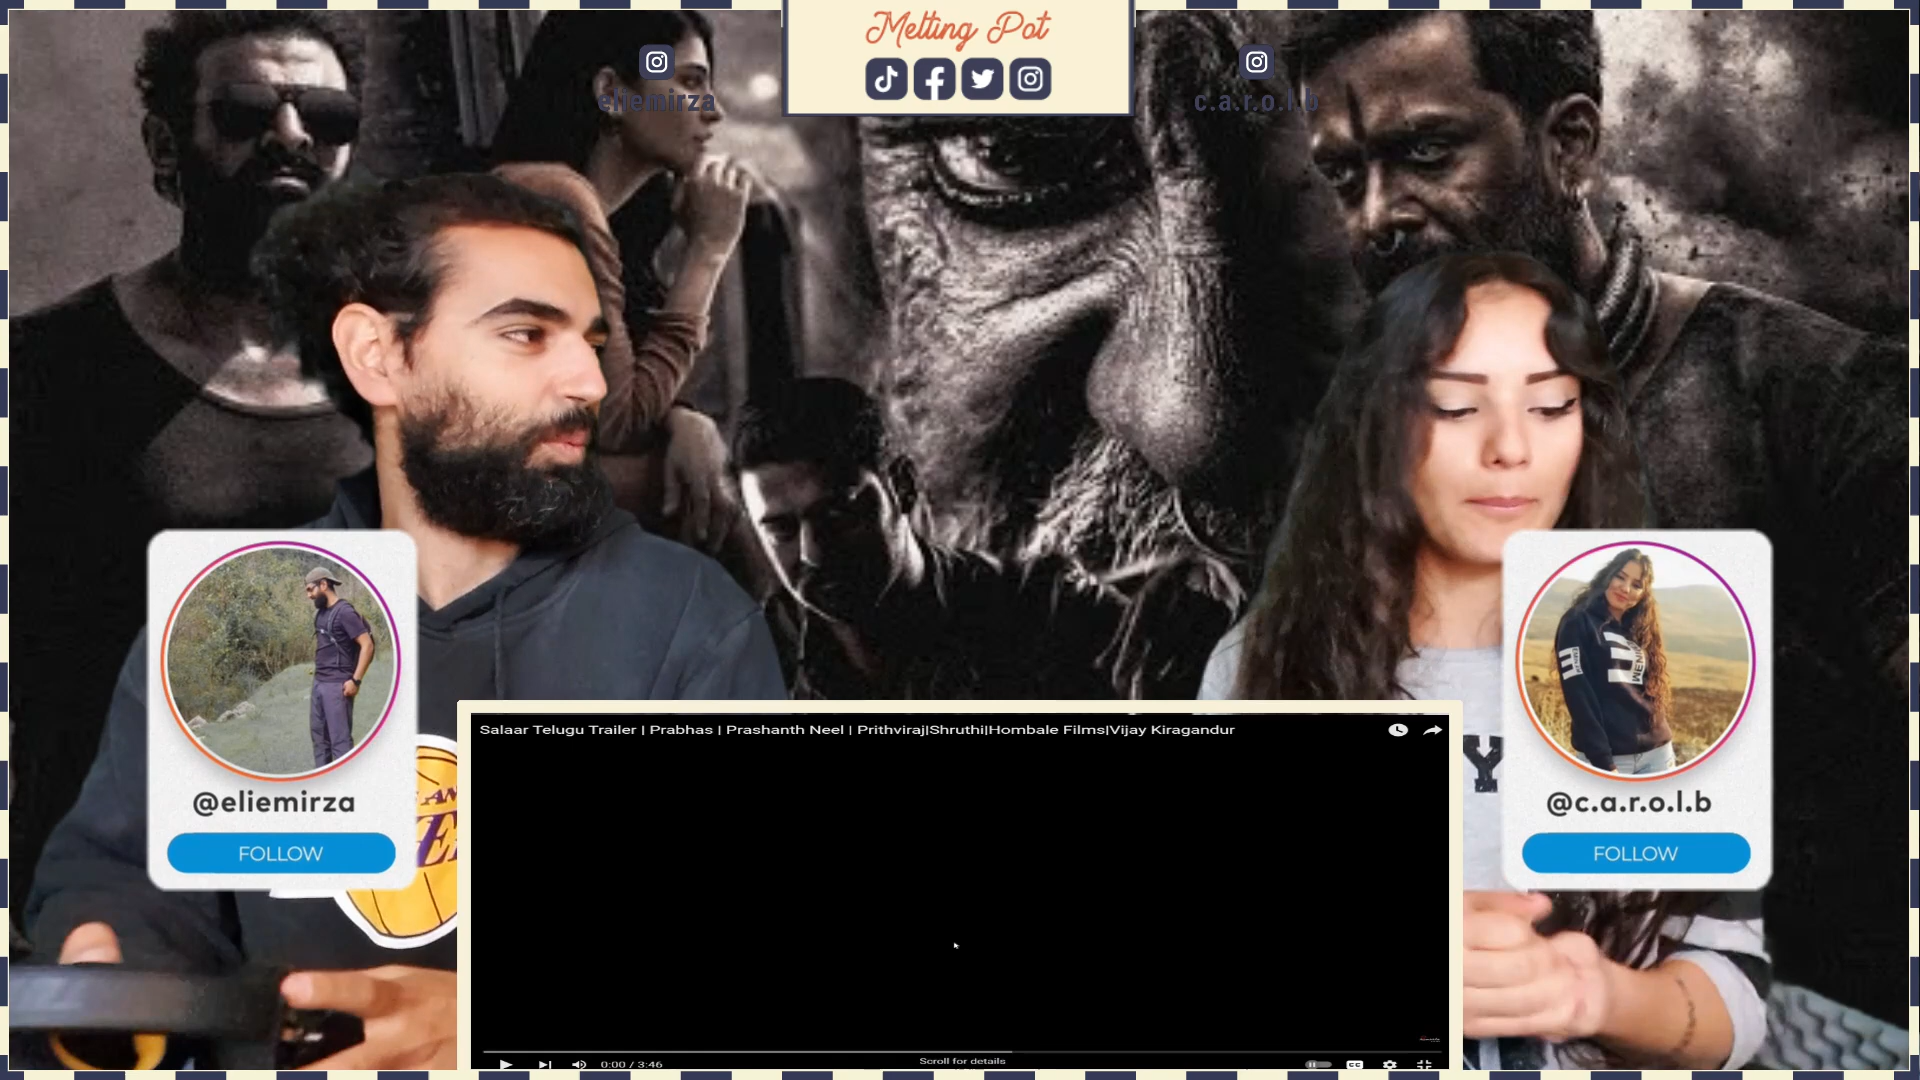 Melting Pot
eliemirza
c.a.r.o.l.b
Salaar Telugu Trailer | Prabhas | Prashanth Neel | Prithviraj|Shruthi|Hombale Films|Vijay Kiragandur
@eliemirza
FOLLOW
@c.a.r.o.l.b
FOLLOW
Y
0:00 / 3:46
Scroll for details
CC